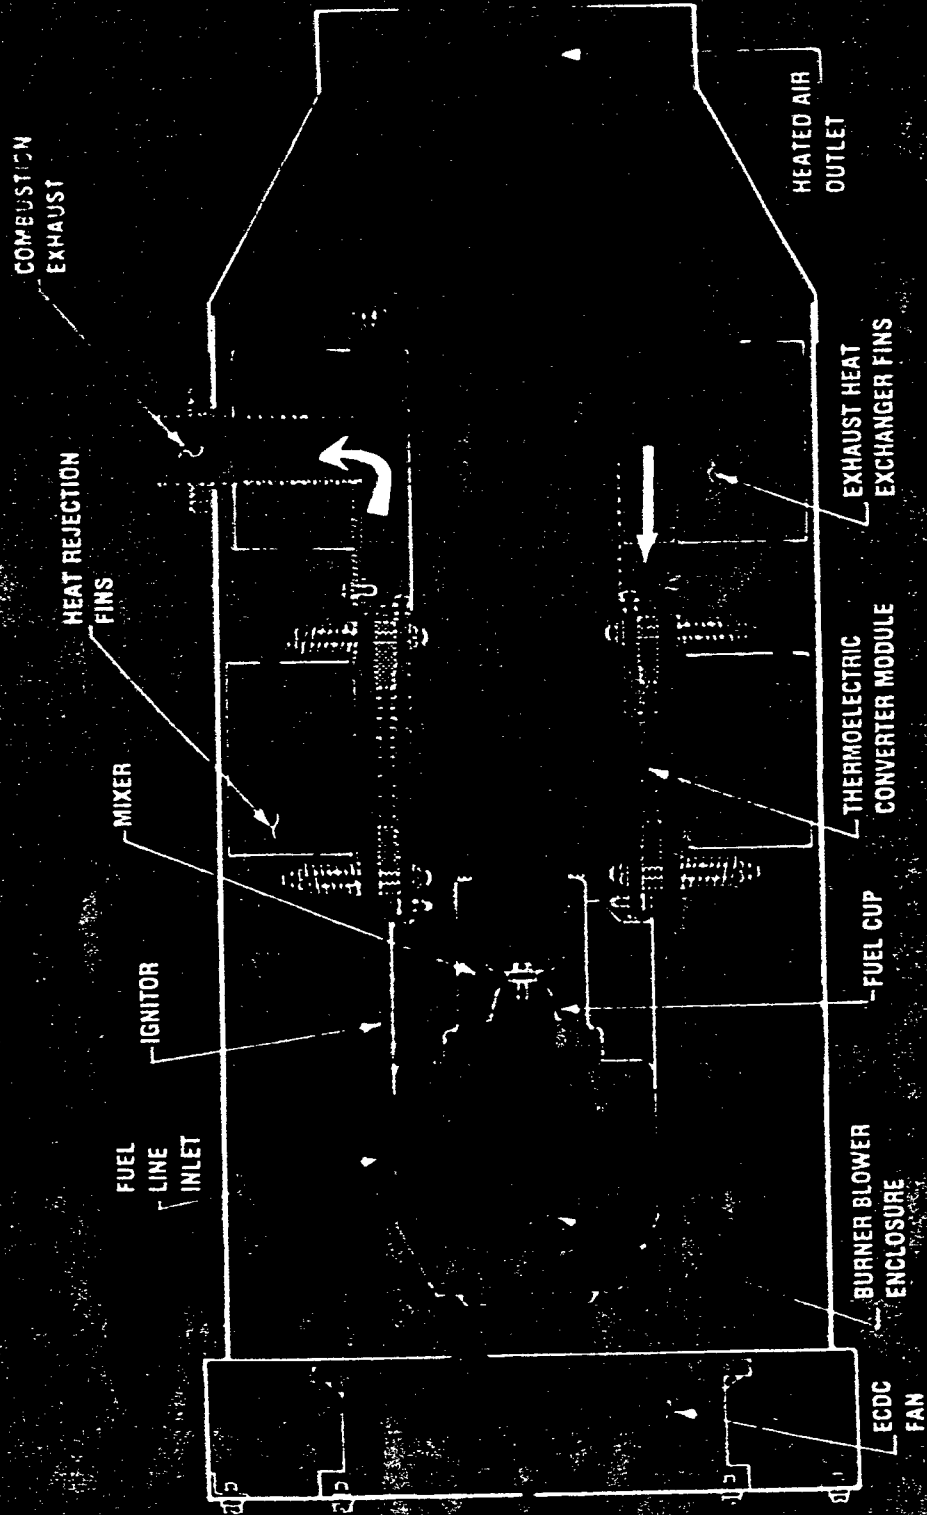 COMBUSTION
EXHAUST
HEAT REJECTION
FINS
MIXER
IGNITOR
FUEL
LINE
INLET
HEATED AIR
OUTLET
EXHAUST HEAT
EXCHANGER FINS
THERMOELECTRIC
CONVERTER MODULE
FUEL CUP
BURNER BLOWER
ENCLOSURE
ECDC
FAN